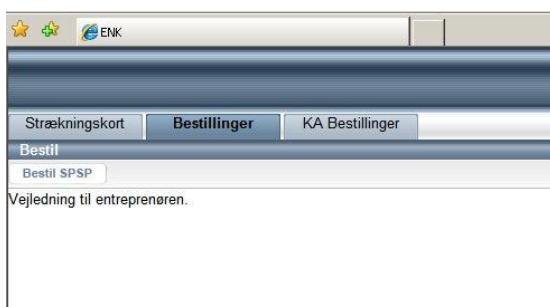 ENK
Strækningskort Bestillinger KA Bestillinger
Bestil
Bestil SPSP
Vejledning til entreprenøren.